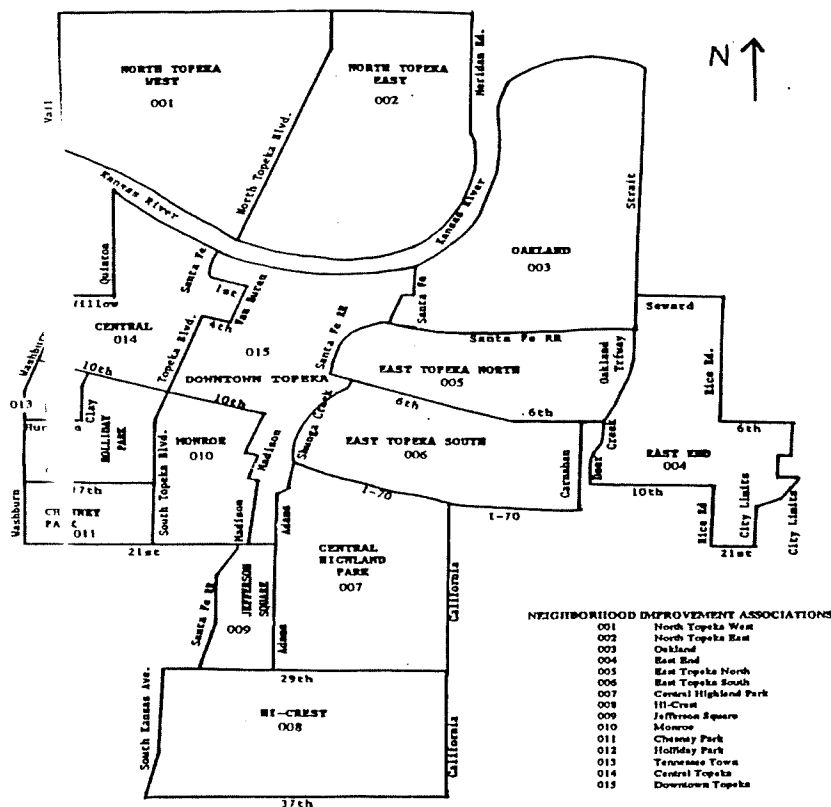 N
NORTH TOPEKA
WEST
001
NORTH TOPEKA
EAST
002
Meridan Rd.
Vail
North Topeka Blvd.
Kansas River
Kansas River
OAKLAND
003
Strait
Quinton
Santa Fe
1st
Van Buren
4th
Santa Fe
Seward
CENTRAL
014
Topeka Blvd.
015
Santa Fe RR
Santa Fe RR
Oakland
Trfway
Rice Rd.
Washburn
10th
DOWNTOWN TOPEKA
EAST TOPEKA NORTH
005
013
Clay
10th
6th
6th
6th
HOLLIDAY
PARK
MONROE
010
Madison
Shunga Creek
EAST TOPEKA SOUTH
006
Carnahan
Deer
Creek
EAST END
004
17th
South Topeka Blvd.
I-70
I-70
10th
Washburn
011
21st
Madison
Adams
Rice Rd
City Limits
21st
City Limits
CENTRAL
HIGHLAND
PARK
007
California
Santa Fe RR
JEFFERSON
SQUARE
009
Adams
29th
South Kansas Ave.
HI-CREST
008
California
37th
NEIGHBORHOOD IMPROVEMENT ASSOCIATIONS
001 North Topeka West
002 North Topeka East
003 Oakland
004 East End
005 East Topeka North
006 East Topeka South
007 Central Highland Park
008 Hi-Crest
009 Jefferson Square
010 Monroe
011 Chesney Park
012 Holliday Park
013 Tennessee Town
014 Central Topeka
015 Downtown Topeka